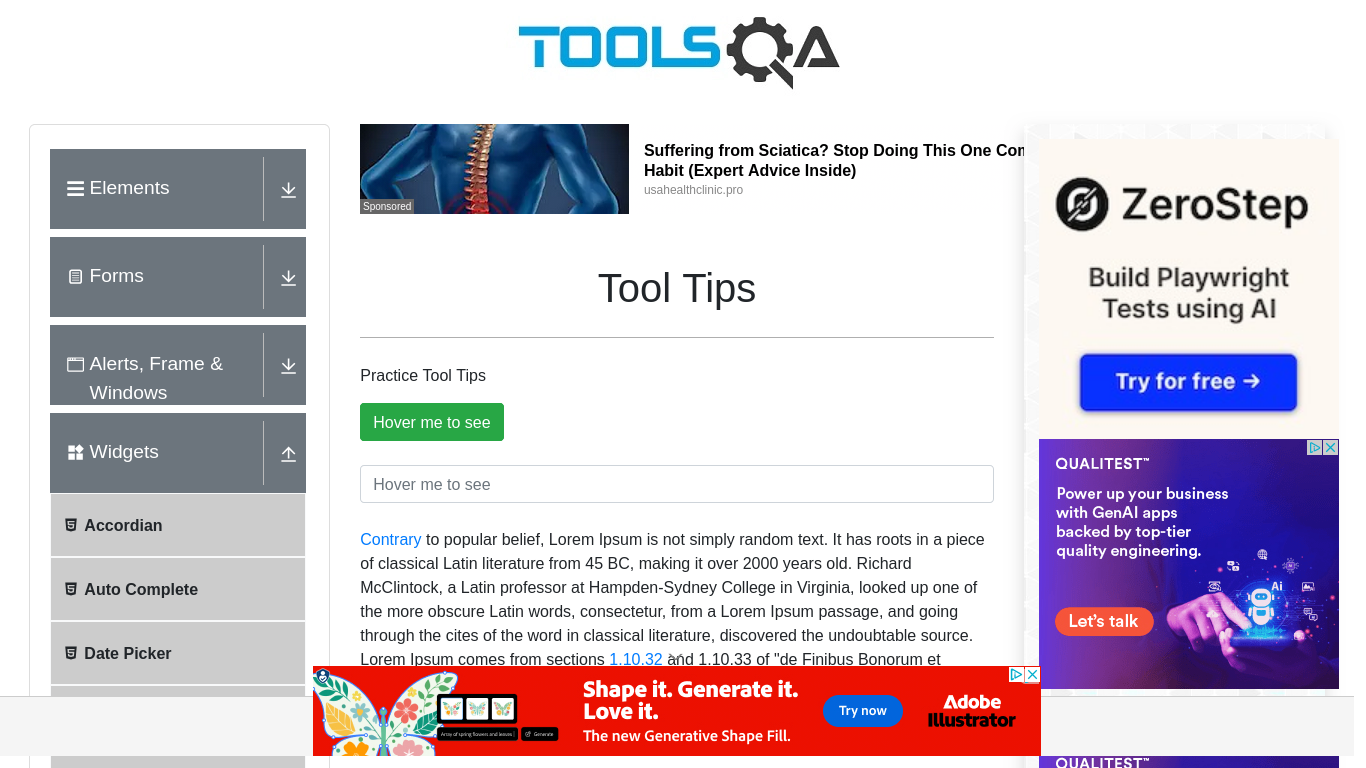 TOOLSQA
Elements
Forms
Alerts, Frame &
Windows
Widgets
Accordian
Auto Complete
Date Picker
Sponsored
Suffering from Sciatica? Stop Doing This One Com
Habit (Expert Advice Inside)
usahealthclinic.pro
Tool Tips
Practice Tool Tips
Hover me to see
Hover me to see
Contrary to popular belief, Lorem Ipsum is not simply random text. It has roots in a piece
of classical Latin literature from 45 BC, making it over 2000 years old. Richard
McClintock, a Latin professor at Hampden-Sydney College in Virginia, looked up one of
the more obscure Latin words, consectetur, from a Lorem Ipsum passage, and going
through the cites of the word in classical literature, discovered the undoubtable source.
Lorem Ipsum comes from sections 1.10.32 and 1.10.33 of "de Finibus Bonorum et
ZeroStep
Build Playwright
Tests using AI
Try for free →
QUALITEST™
Power up your business
with GenAI apps
backed by top-tier
quality engineering.
Ai
Let's talk
QUALITEST™
Array of spring flowers and leaves
Generate
Shape it. Generate it.
Love it.
The new Generative Shape Fill.
Try now
Adobe
Illustrator